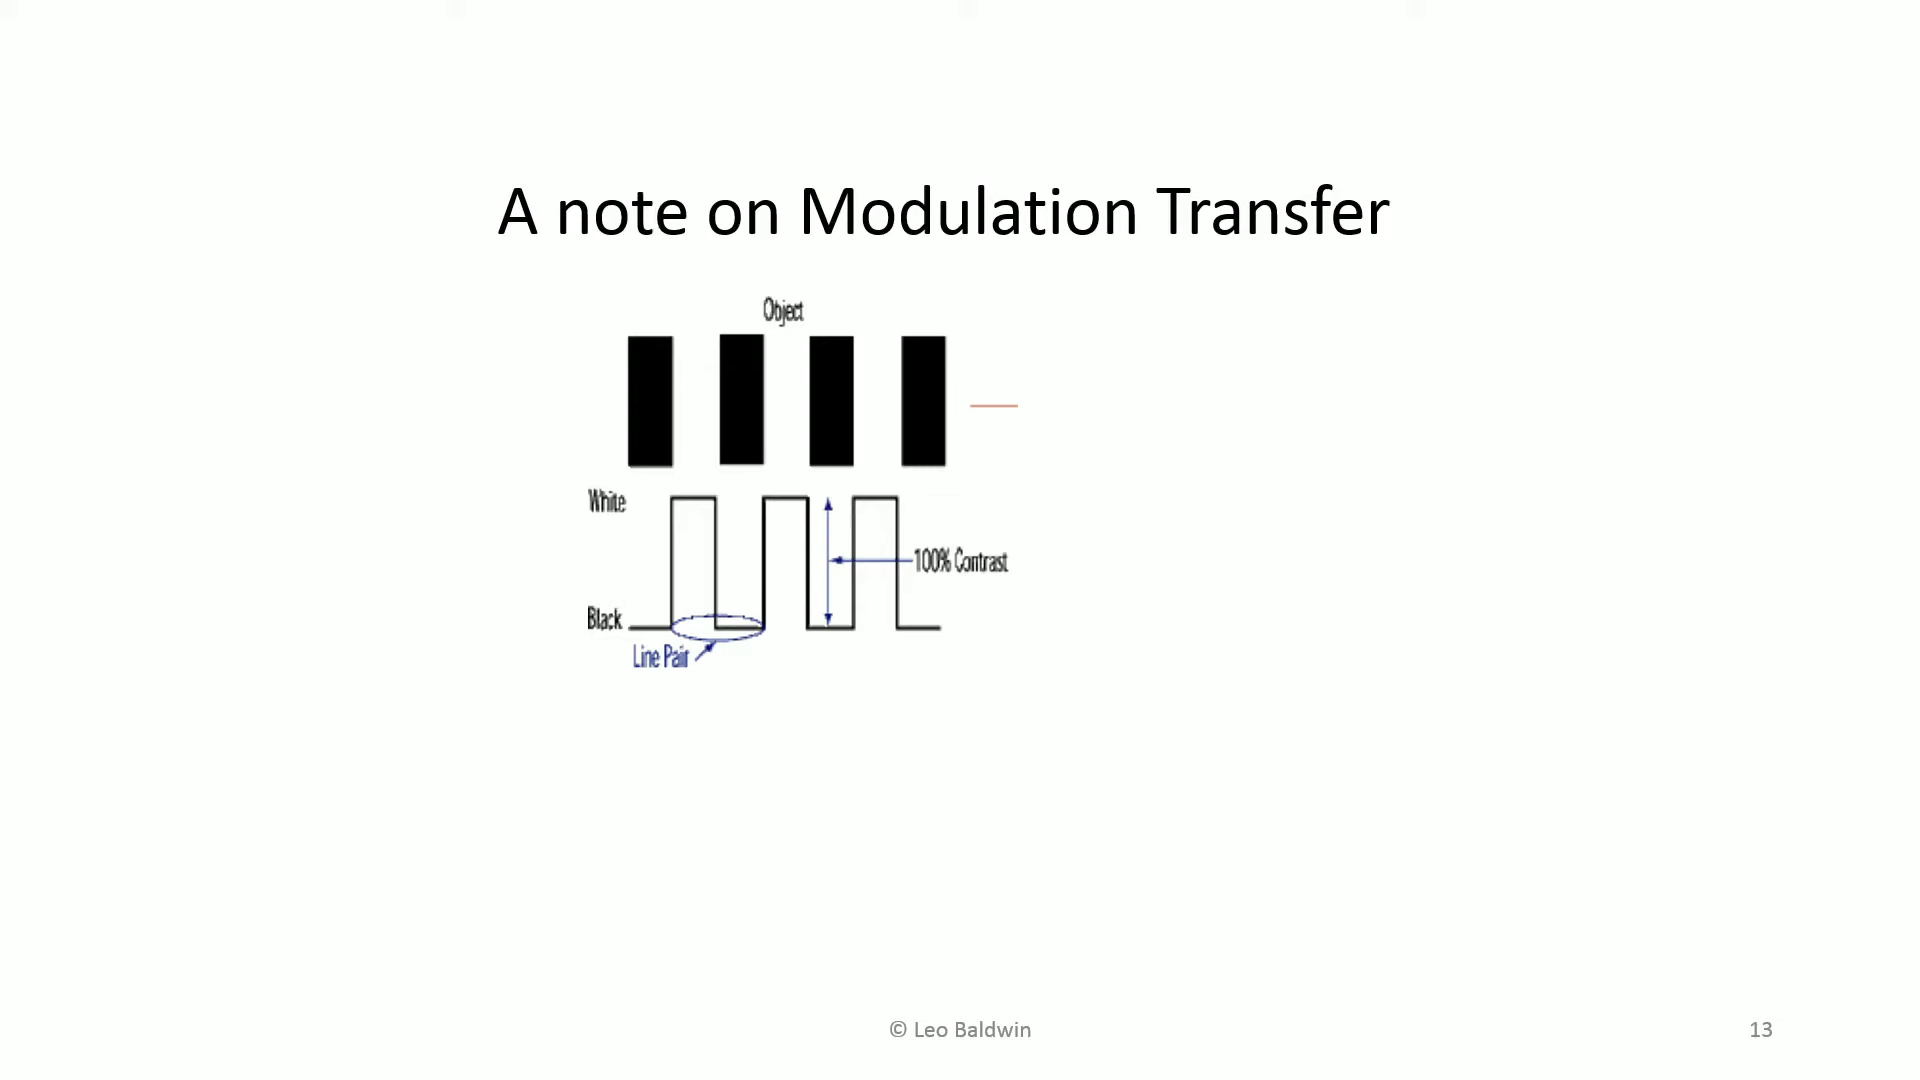 A note on Modulation Transfer
Object
White
100% Contrast
Black
Line Pair
© Leo Baldwin
13